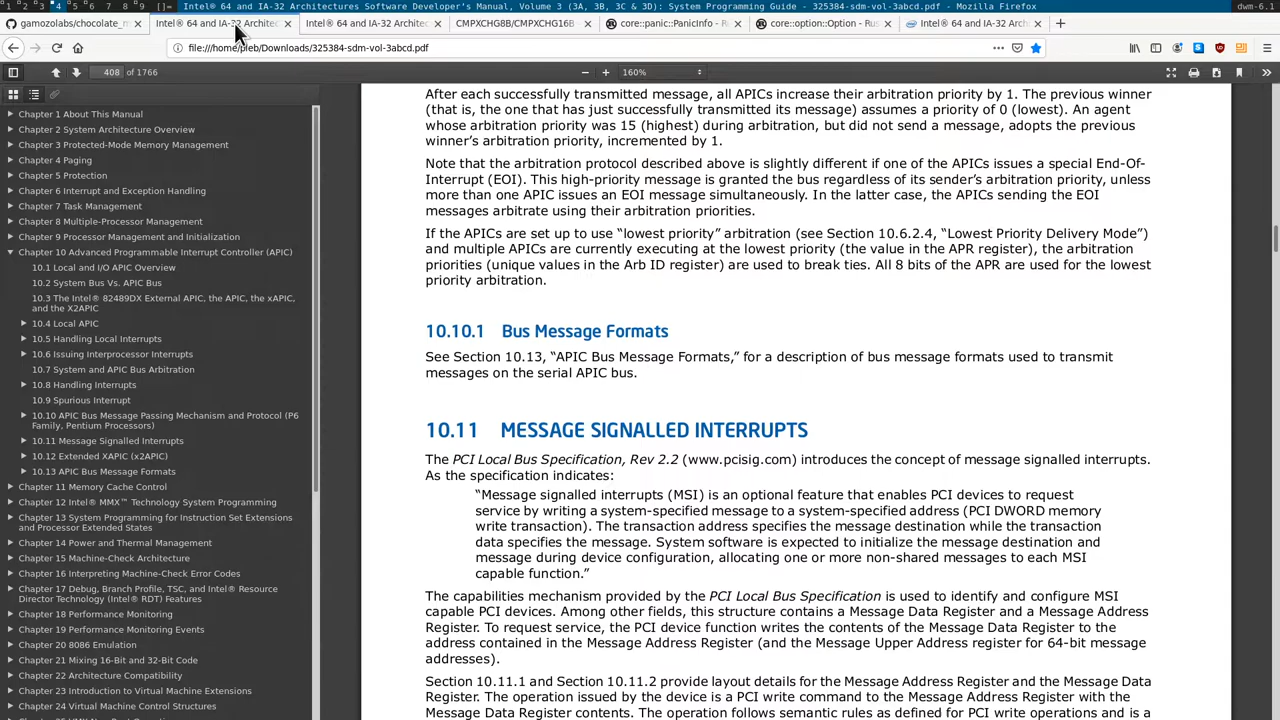 1 2 3 4 5 6 7 8 9 []= Intel® 64 and IA-32 Architectures Software Developer's Manual, Volume 3 (3A, 3B, 3C & 3D): System Programming Guide - 325384-sdm-vol-3abcd.pdf - Mozilla Firefox dwm-6.1
gamozolabs/chocolate_m
Intel® 64 and IA-32 Architec
Intel® 64 and IA-32 Architec
CMPXCHG8B/CMPXCHG16B
core::panic::PanicInfo - R
core::option::Option - Rus
Intel® 64 and IA-32 Arch
file:///home/pleb/Downloads/325384-sdm-vol-3abcd.pdf
408 of 1766
160%
Chapter 1 About This Manual
Chapter 2 System Architecture Overview
Chapter 3 Protected-Mode Memory Management
Chapter 4 Paging
Chapter 5 Protection
Chapter 6 Interrupt and Exception Handling
Chapter 7 Task Management
Chapter 8 Multiple-Processor Management
Chapter 9 Processor Management and Initialization
Chapter 10 Advanced Programmable Interrupt Controller (APIC)
10.1 Local and I/O APIC Overview
10.2 System Bus Vs. APIC Bus
10.3 The Intel® 82489DX External APIC, the APIC, the xAPIC,
and the X2APIC
10.4 Local APIC
10.5 Handling Local Interrupts
10.6 Issuing Interprocessor Interrupts
10.7 System and APIC Bus Arbitration
10.8 Handling Interrupts
10.9 Spurious Interrupt
10.10 APIC Bus Message Passing Mechanism and Protocol (P6
Family, Pentium Processors)
10.11 Message Signalled Interrupts
10.12 Extended XAPIC (x2APIC)
10.13 APIC Bus Message Formats
Chapter 11 Memory Cache Control
Chapter 12 Intel® MMX™ Technology System Programming
Chapter 13 System Programming for Instruction Set Extensions
and Processor Extended States
Chapter 14 Power and Thermal Management
Chapter 15 Machine-Check Architecture
Chapter 16 Interpreting Machine-Check Error Codes
Chapter 17 Debug, Branch Profile, TSC, and Intel® Resource
Director Technology (Intel® RDT) Features
Chapter 18 Performance Monitoring
Chapter 19 Performance Monitoring Events
Chapter 20 8086 Emulation
Chapter 21 Mixing 16-Bit and 32-Bit Code
Chapter 22 Architecture Compatibility
Chapter 23 Introduction to Virtual Machine Extensions
Chapter 24 Virtual Machine Control Structures
After each successfully transmitted message, all APICs increase their arbitration priority by 1. The previous winner
(that is, the one that has just successfully transmitted its message) assumes a priority of 0 (lowest). An agent
whose arbitration priority was 15 (highest) during arbitration, but did not send a message, adopts the previous
winner's arbitration priority, incremented by 1.
Note that the arbitration protocol described above is slightly different if one of the APICs issues a special End-Of-
Interrupt (EOI). This high-priority message is granted the bus regardless of its sender's arbitration priority, unless
more than one APIC issues an EOI message simultaneously. In the latter case, the APICs sending the EOI
messages arbitrate using their arbitration priorities.
If the APICs are set up to use “lowest priority” arbitration (see Section 10.6.2.4, “Lowest Priority Delivery Mode”)
and multiple APICs are currently executing at the lowest priority (the value in the APR register), the arbitration
priorities (unique values in the Arb ID register) are used to break ties. All 8 bits of the APR are used for the lowest
priority arbitration.
10.10.1 Bus Message Formats
See Section 10.13, “APIC Bus Message Formats,” for a description of bus message formats used to transmit
messages on the serial APIC bus.
10.11 MESSAGE SIGNALLED INTERRUPTS
The PCI Local Bus Specification, Rev 2.2 (www.pcisig.com) introduces the concept of message signalled interrupts.
As the specification indicates:
“Message signalled interrupts (MSI) is an optional feature that enables PCI devices to request
service by writing a system-specified message to a system-specified address (PCI DWORD memory
write transaction). The transaction address specifies the message destination while the transaction
data specifies the message. System software is expected to initialize the message destination and
message during device configuration, allocating one or more non-shared messages to each MSI
capable function.”
The capabilities mechanism provided by the PCI Local Bus Specification is used to identify and configure MSI
capable PCI devices. Among other fields, this structure contains a Message Data Register and a Message Address
Register. To request service, the PCI device function writes the contents of the Message Data Register to the
address contained in the Message Address Register (and the Message Upper Address register for 64-bit message
addresses).
Section 10.11.1 and Section 10.11.2 provide layout details for the Message Address Register and the Message Data
Register. The operation issued by the device is a PCI write command to the Message Address Register with the
Message Data Register contents. The operation follows semantic rules as defined for PCI write operations and is a